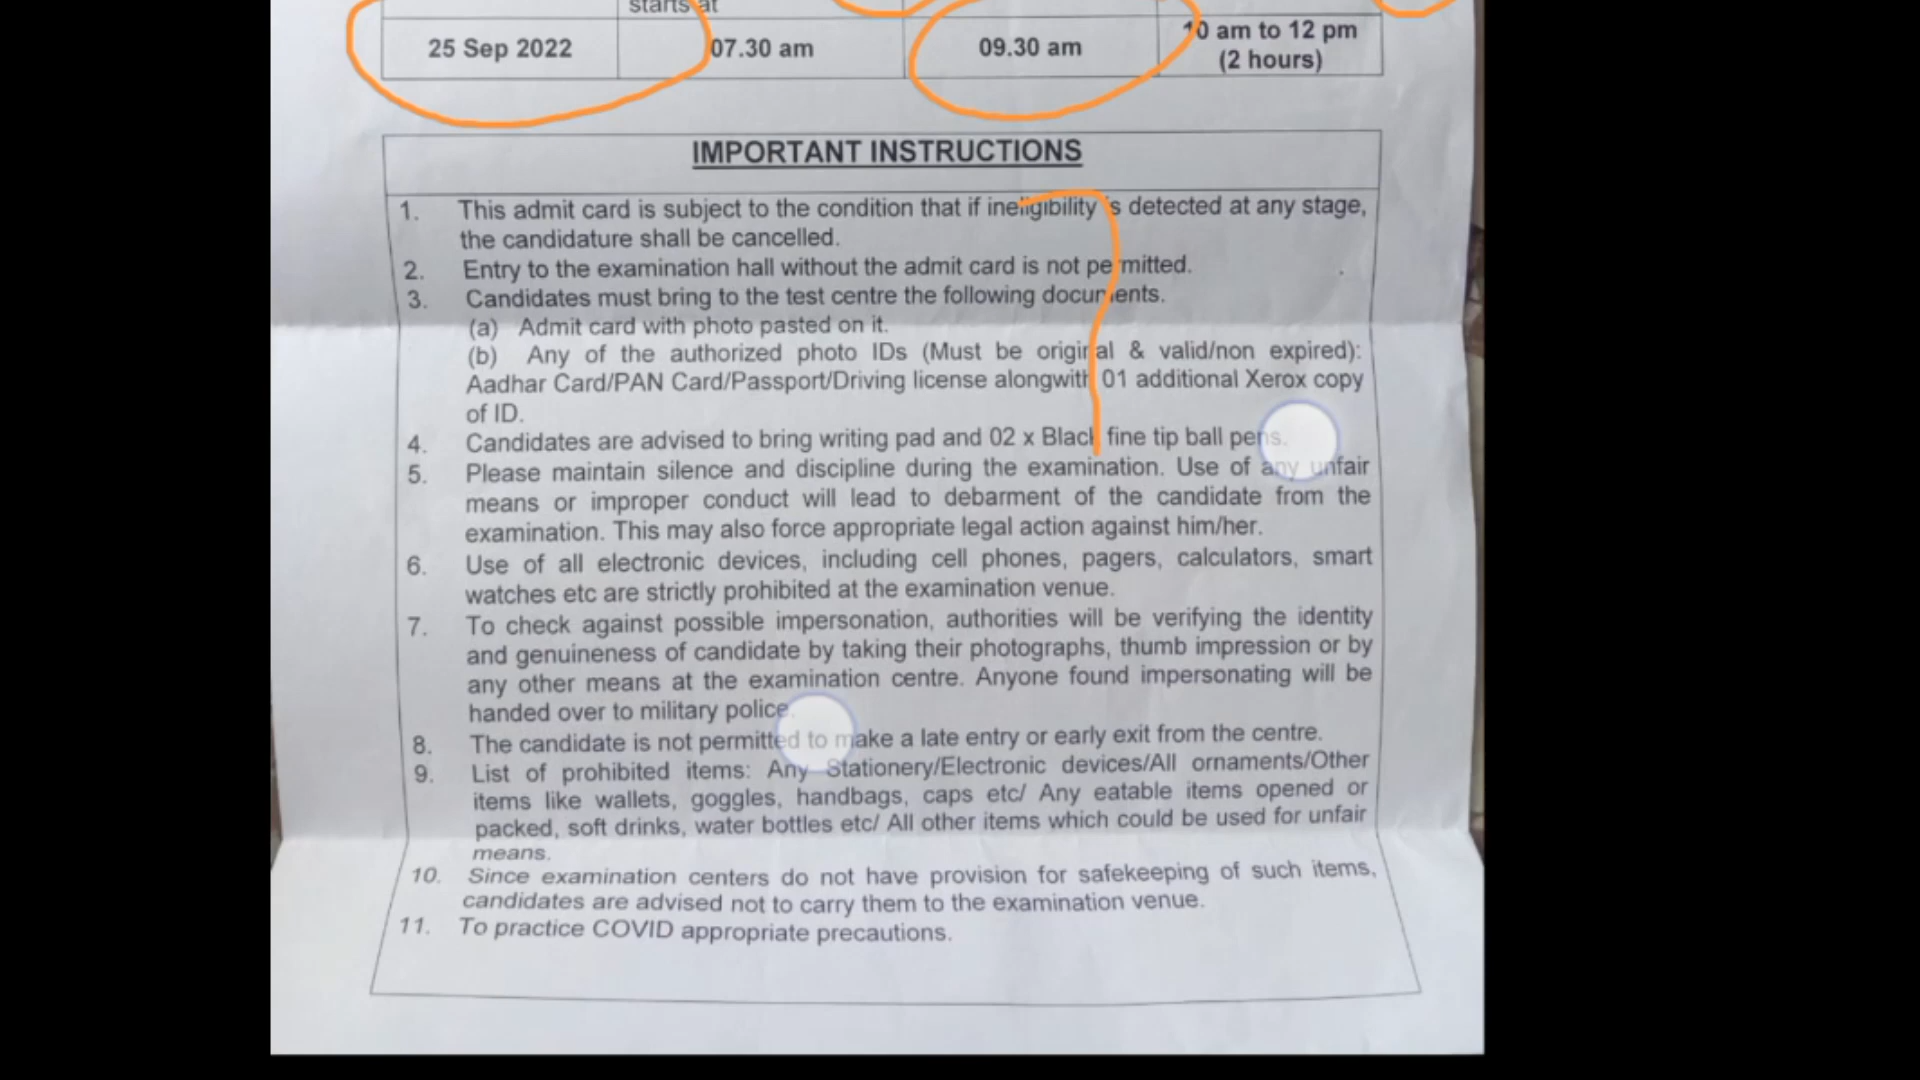 starts at
25 Sep 2022 07.30 am 09.30 am 10 am to 12 pm
(2 hours)
IMPORTANT INSTRUCTIONS
1. This admit card is subject to the condition that if ineligibility is detected at any stage,
the candidature shall be cancelled.
2. Entry to the examination hall without the admit card is not permitted.
3. Candidates must bring to the test centre the following documents.
(a) Admit card with photo pasted on it.
(b) Any of the authorized photo IDs (Must be original & valid/non expired):
Aadhar Card/PAN Card/Passport/Driving license alongwith 01 additional Xerox copy
of ID.
4. Candidates are advised to bring writing pad and 02 x Black fine tip ball pens.
5. Please maintain silence and discipline during the examination. Use of any unfair
means or improper conduct will lead to debarment of the candidate from the
examination. This may also force appropriate legal action against him/her.
6. Use of all electronic devices, including cell phones, pagers, calculators, smart
watches etc are strictly prohibited at the examination venue.
7. To check against possible impersonation, authorities will be verifying the identity
and genuineness of candidate by taking their photographs, thumb impression or by
any other means at the examination centre. Anyone found impersonating will be
handed over to military police.
8. The candidate is not permitted to make a late entry or early exit from the centre.
9. List of prohibited items: Any Stationery/Electronic devices/All ornaments/Other
items like wallets, goggles, handbags, caps etc/ Any eatable items opened or
packed, soft drinks, water bottles etc/ All other items which could be used for unfair
means.
10. Since examination centers do not have provision for safekeeping of such items,
candidates are advised not to carry them to the examination venue.
11. To practice COVID appropriate precautions.